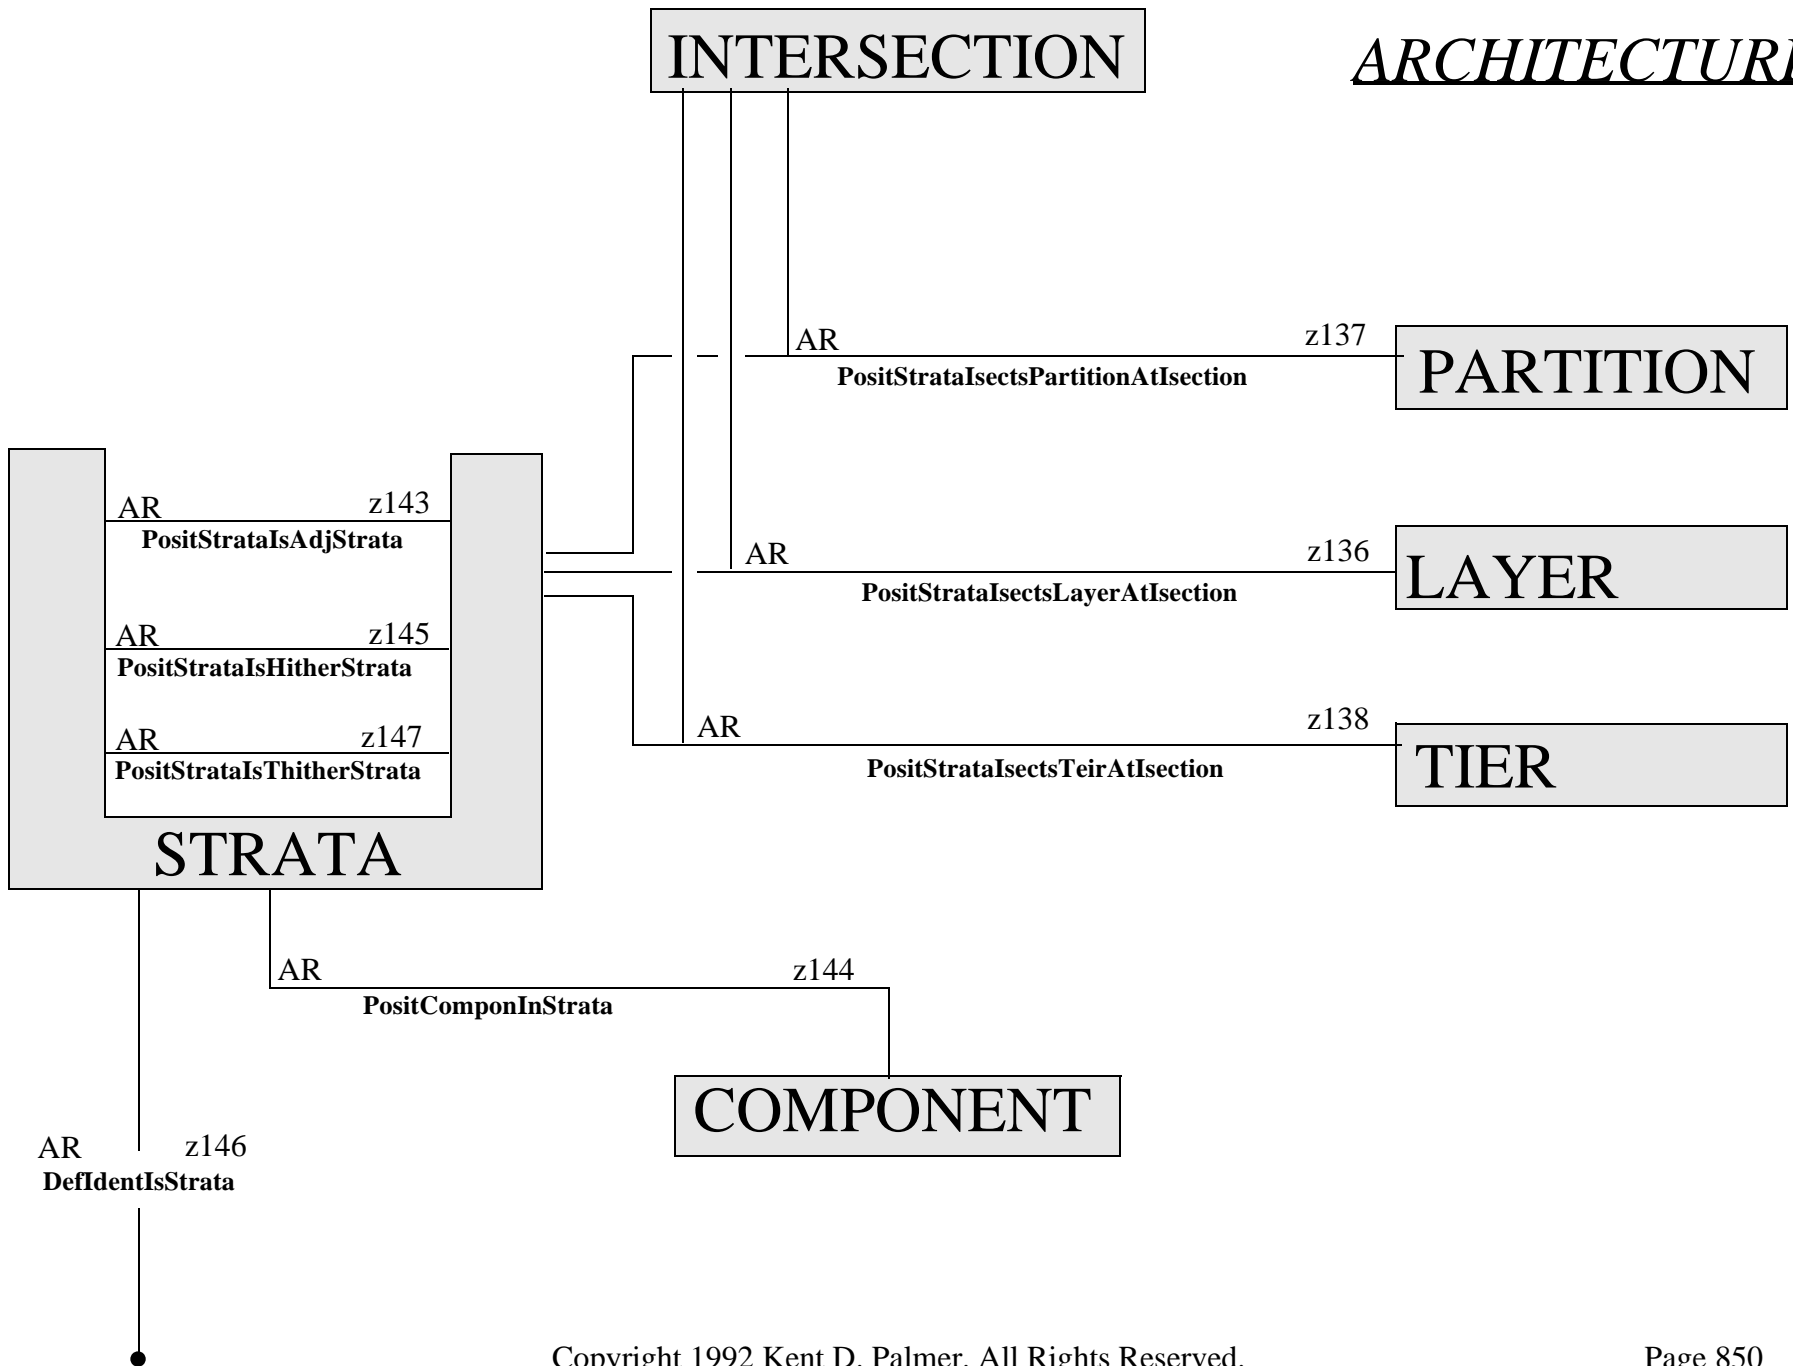 INTERSECTION
ARCHITECTURE
AR z137
PositStrataIsectsPartitionAtIsection
PARTITION
AR z143
PositStrataIsAdjStrata
AR z136
PositStrataIsectsLayerAtIsection
LAYER
AR z145
PositStrataIsHitherStrata
AR z138
PositStrataIsectsTeirAtIsection
TIER
AR z147
PositStrataIsThitherStrata
STRATA
AR z144
PositComponInStrata
COMPONENT
AR z146
DefIdentIsStrata
Copyright 1992 Kent D. Palmer. All Rights Reserved.
Page 850